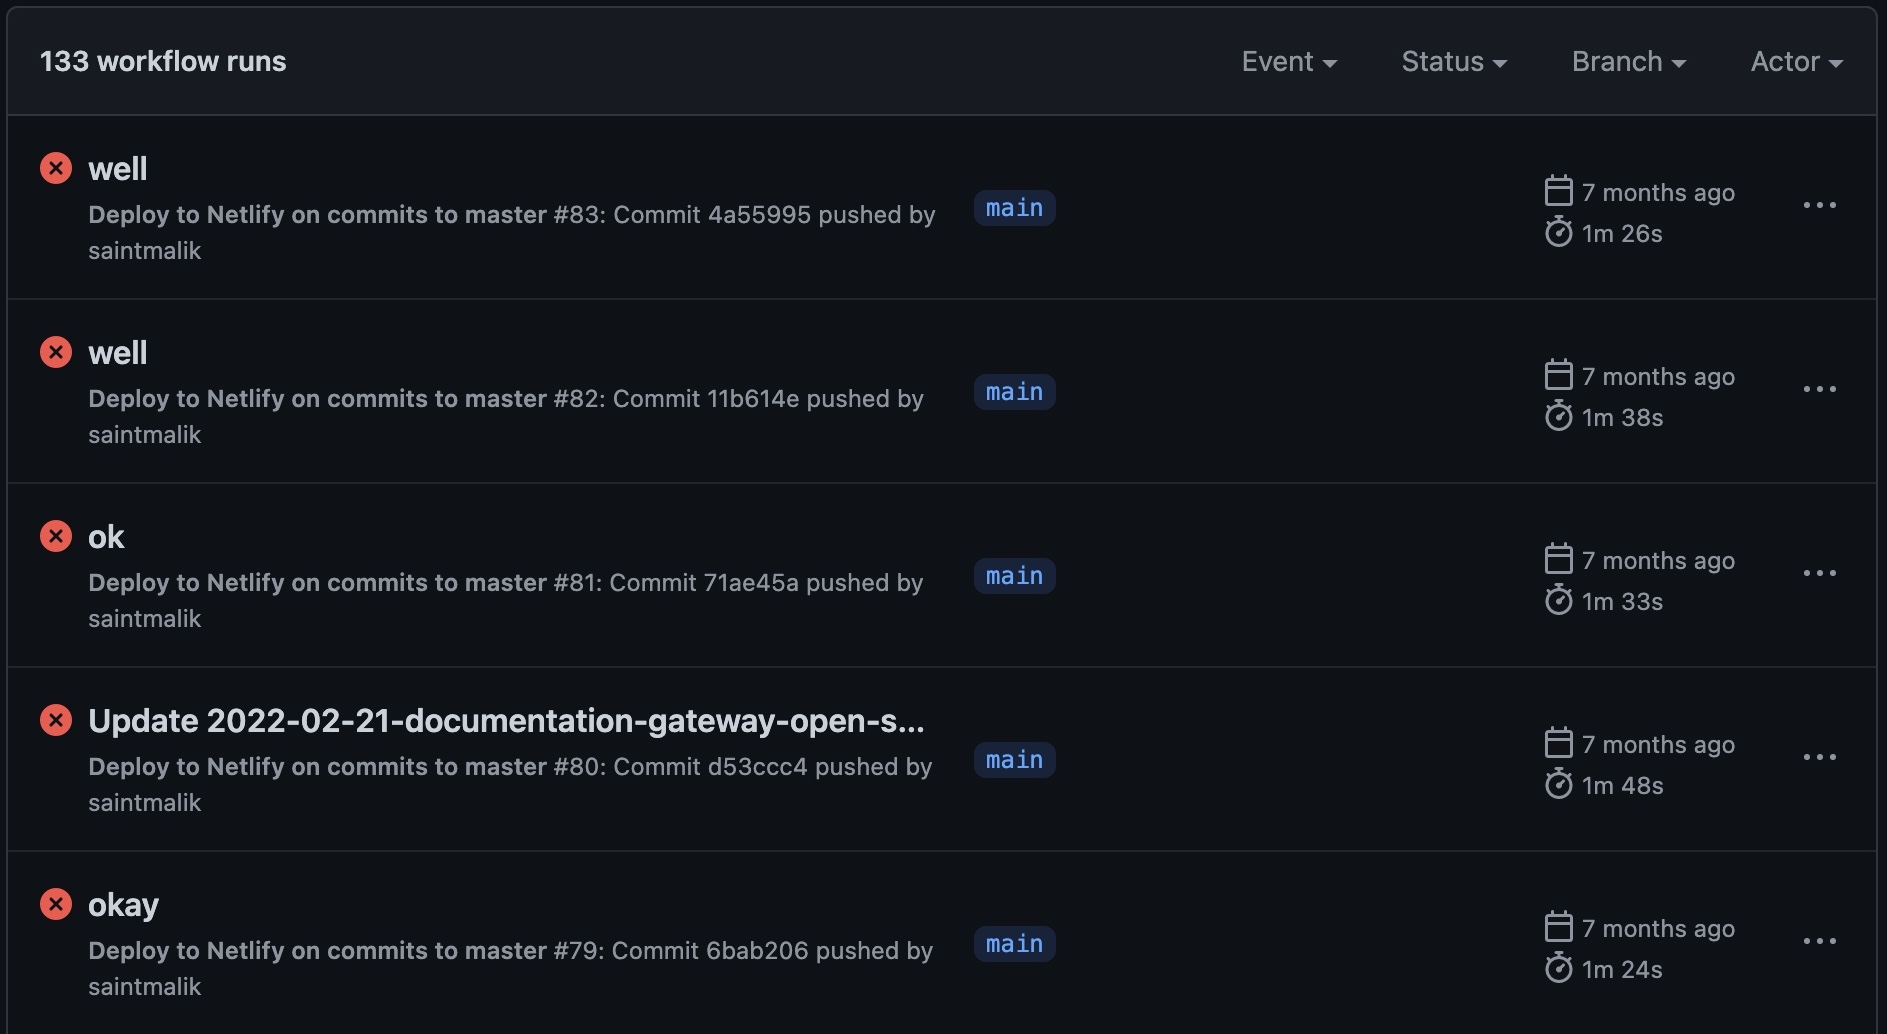 133 workflow runs
Event Status Branch Actor
well
Deploy to Netlify on commits to master #83: Commit 4a55995 pushed by
saintmalik
main
7 months ago
1m 26s
well
Deploy to Netlify on commits to master #82: Commit 11b614e pushed by
saintmalik
main
7 months ago
1m 38s
ok
Deploy to Netlify on commits to master #81: Commit 71ae45a pushed by
saintmalik
main
7 months ago
1m 33s
Update 2022-02-21-documentation-gateway-open-s...
Deploy to Netlify on commits to master #80: Commit d53ccc4 pushed by
saintmalik
main
7 months ago
1m 48s
okay
Deploy to Netlify on commits to master #79: Commit 6bab206 pushed by
saintmalik
main
7 months ago
1m 24s